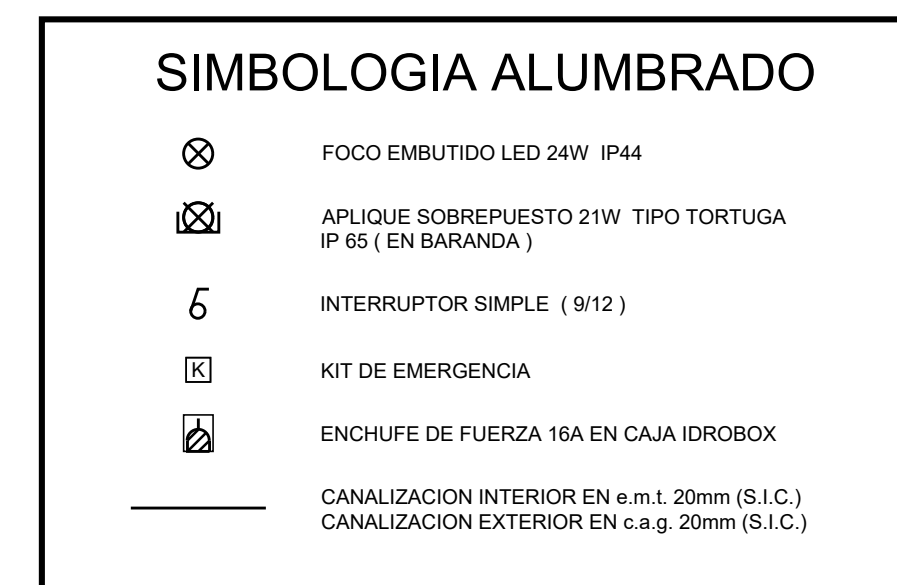 SIMBOLOGIA ALUMBRADO
FOCO EMBUTIDO LED 24W IP44
APLIQUE SOBREPUESTO 21W TIPO TORTUGA
IP 65 ( EN BARANDA )
INTERRUPTOR SIMPLE ( 9/12 )
K KIT DE EMERGENCIA
ENCHUFE DE FUERZA 16A EN CAJA IDROBOX
CANALIZACION INTERIOR EN e.m.t. 20mm (S.I.C.)
CANALIZACION EXTERIOR EN c.a.g. 20mm (S.I.C.)